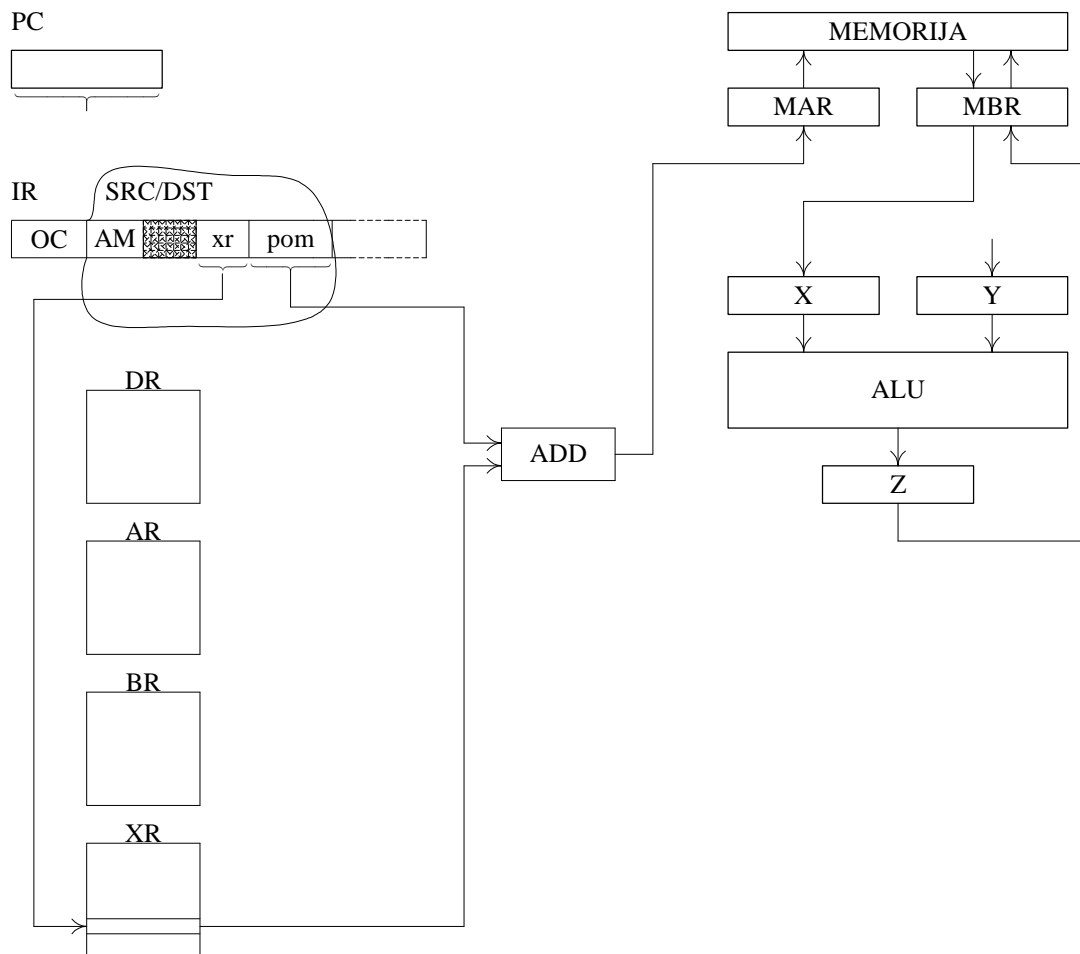 PC
MEMORIJA
MAR
MBR
IR
SRC/DST
OC
AM
xr
pom
X
Y
DR
ALU
ADD
Z
AR
BR
XR